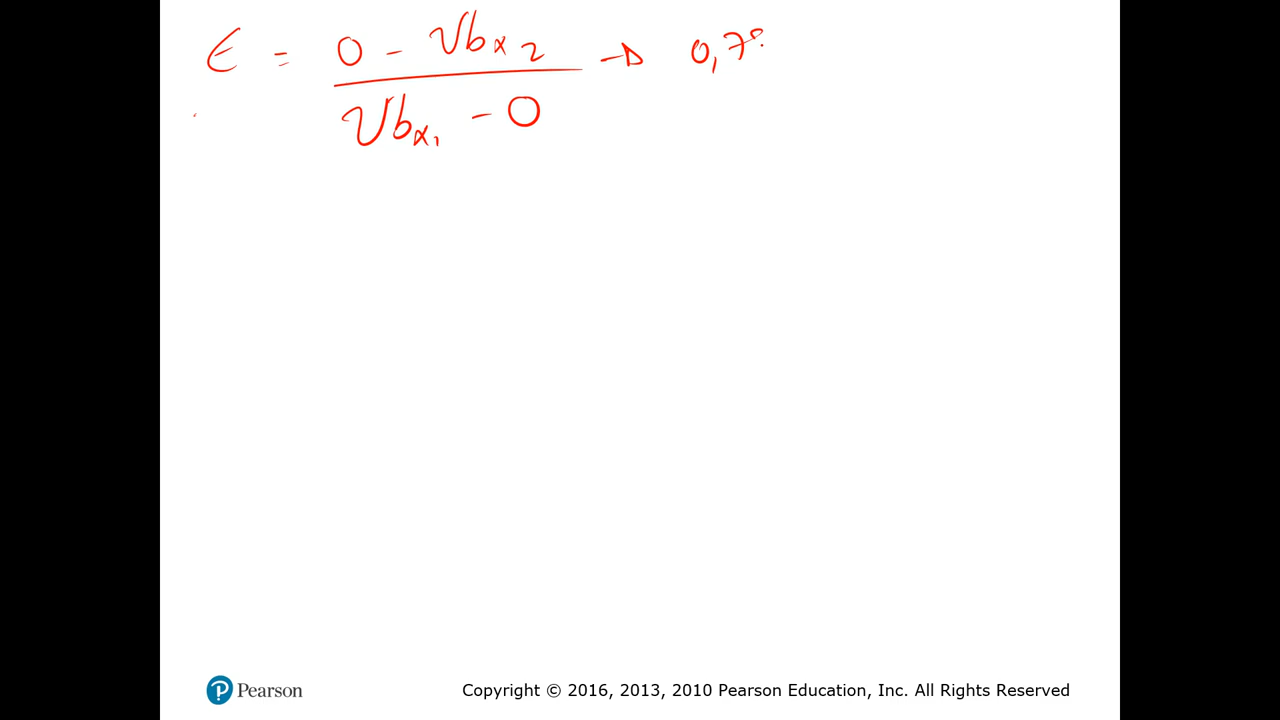 ϵ = 0 - Vbx2 → 0,7
Vbx1 - 0
Pearson
Copyright © 2016, 2013, 2010 Pearson Education, Inc. All Rights Reserved